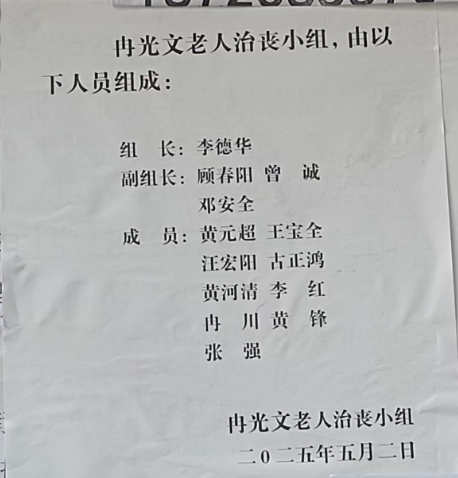 冉光文老人治丧小组，由以
下人员组成：
组 长：李德华
副组长：顾春阳 曾 诚
邓安全
成 员：黄元超 王宝全
汪宏阳 古正鸿
黄河清 李 红
冉 川 黄 锋
张 强
冉光文老人治丧小组
二0二五年五月二日